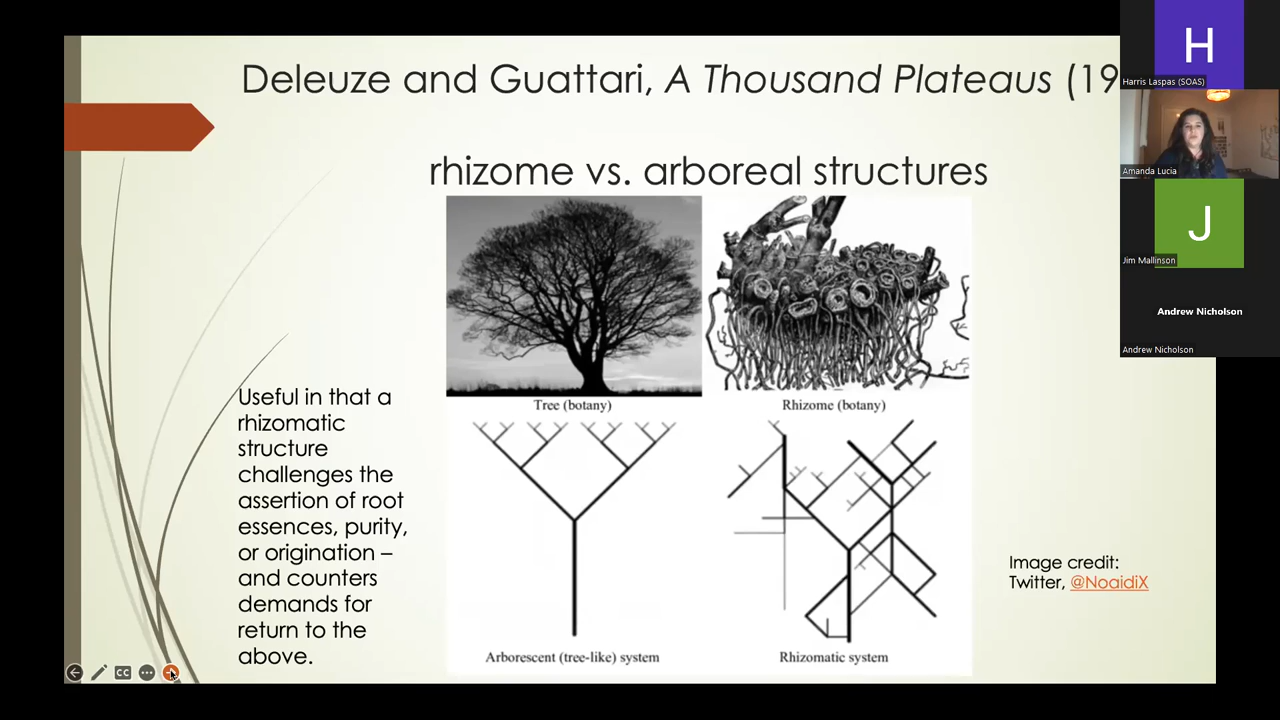 Deleuze and Guattari, A Thousand Plateaus (19
rhizome vs. arboreal structures
Useful in that a
rhizomatic
structure
challenges the
assertion of root
essences, purity,
or origination –
and counters
demands for
return to the
above.
Tree (botany)
Rhizome (botany)
Arborescent (tree-like) system
Rhizomatic system
Image credit:
Twitter, @NoaidiX
CC
H
Harris Laspas (SOAS)
Amanda Lucia
J
Jim Mallinson
Andrew Nicholson
Andrew Nicholson